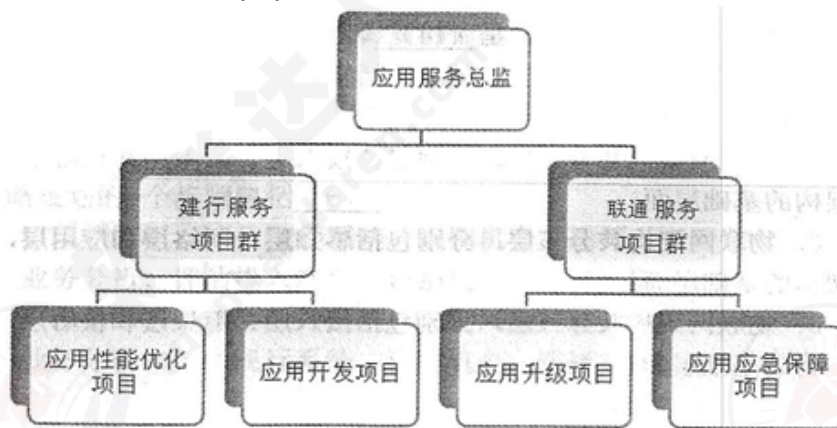 应用服务总监
建行服务
项目群
联通服务
项目群
应用性能优化
项目
应用开发项目
应用升级项目
应用应急保障
项目